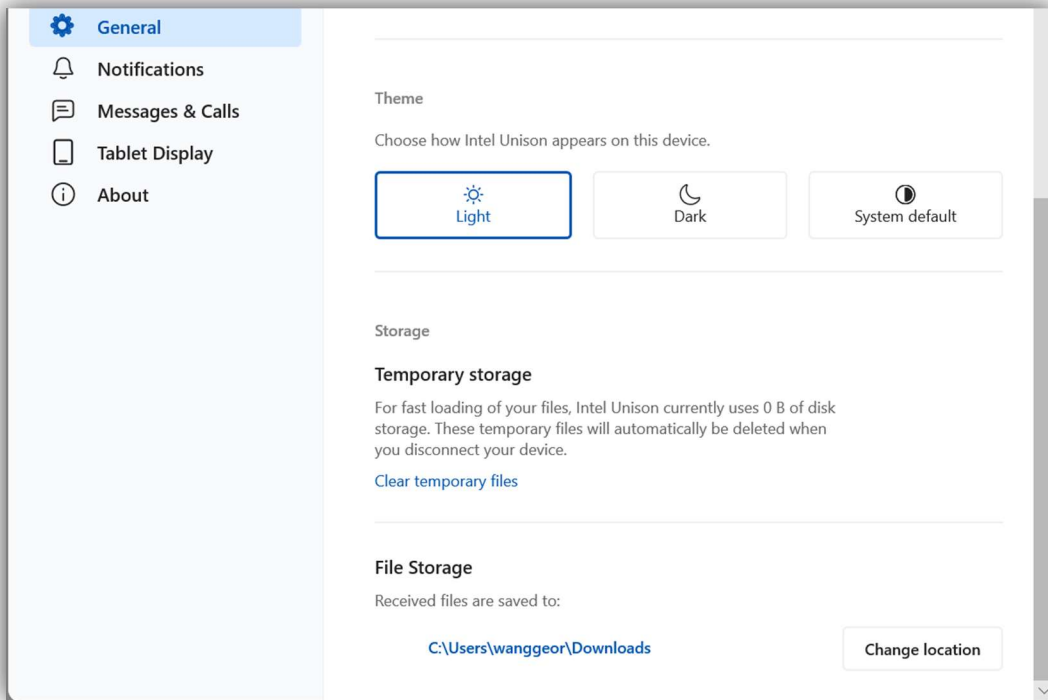 General
Notifications
Messages & Calls
Tablet Display
About
Theme
Choose how Intel Unison appears on this device.
Light
Dark
System default
Storage
Temporary storage
For fast loading of your files, Intel Unison currently uses 0 B of disk
storage. These temporary files will automatically be deleted when
you disconnect your device.
Clear temporary files
File Storage
Received files are saved to:
C:\Users\wanggeor\Downloads
Change location